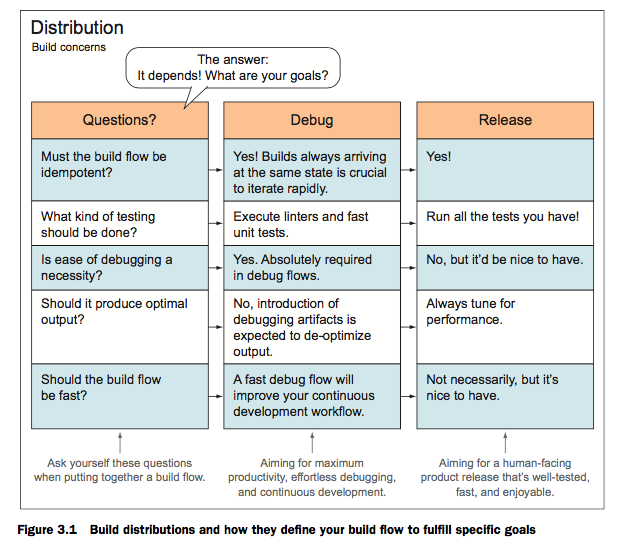 Distribution
Build concerns
The answer:
It depends! What are your goals?
Questions?
Debug
Release
Must the build flow be
idempotent?
Yes! Builds always arriving
at the same state is crucial
to iterate rapidly.
Yes!
What kind of testing
should be done?
Execute linters and fast
unit tests.
Run all the tests you have!
Is ease of debugging a
necessity?
Yes. Absolutely required
in debug flows.
No, but it'd be nice to have.
Should it produce optimal
output?
No, introduction of
debugging artifacts is
expected to de-optimize
output.
Always tune for
performance.
Should the build flow
be fast?
A fast debug flow will
improve your continuous
development workflow.
Not necessarily, but it's
nice to have.
Ask yourself these questions
when putting together a build flow.
Aiming for maximum
productivity, effortless debugging,
and continuous development.
Aiming for a human-facing
product release that's well-tested,
fast, and enjoyable.
Figure 3.1 Build distributions and how they define your build flow to fulfill specific goals